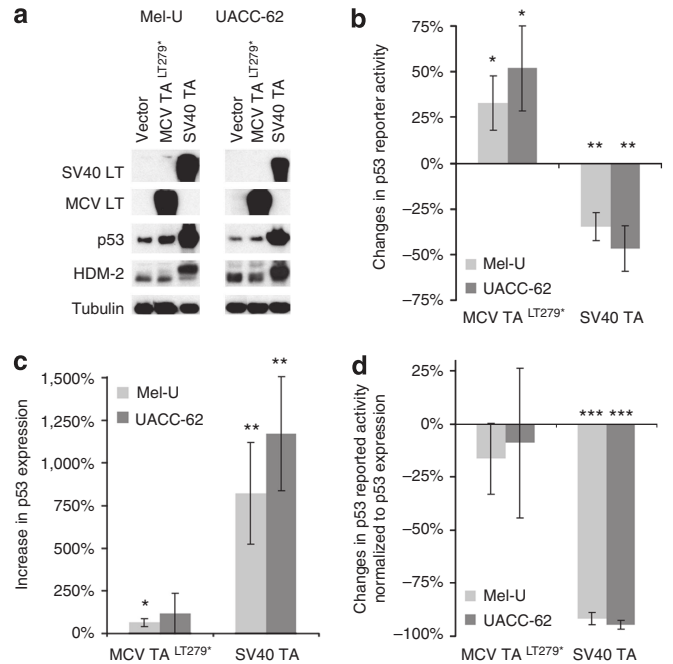 a
Mel-U UACC-62
Vector
MCV TA LT279*
SV40 TA
Vector
MCV TA LT279*
SV40 TA
SV40 LT
MCV LT
p53
HDM-2
Tubulin
b
Changes in p53 reporter activity
75%
50%
25%
0%
–25%
–50%
–75%
* *
** **
Mel-U
UACC-62
MCV TA LT279* SV40 TA
c
Increase in p53 expression
1,500%
1,250%
1,000%
750%
500%
250%
0%
Mel-U
UACC-62
*
** **
MCV TA LT279* SV40 TA
d
Changes in p53 reported activity
normalized to p53 expression
25%
0%
–25%
–50%
–75%
–100%
*** ***
Mel-U
UACC-62
MCV TA LT279* SV40 TA